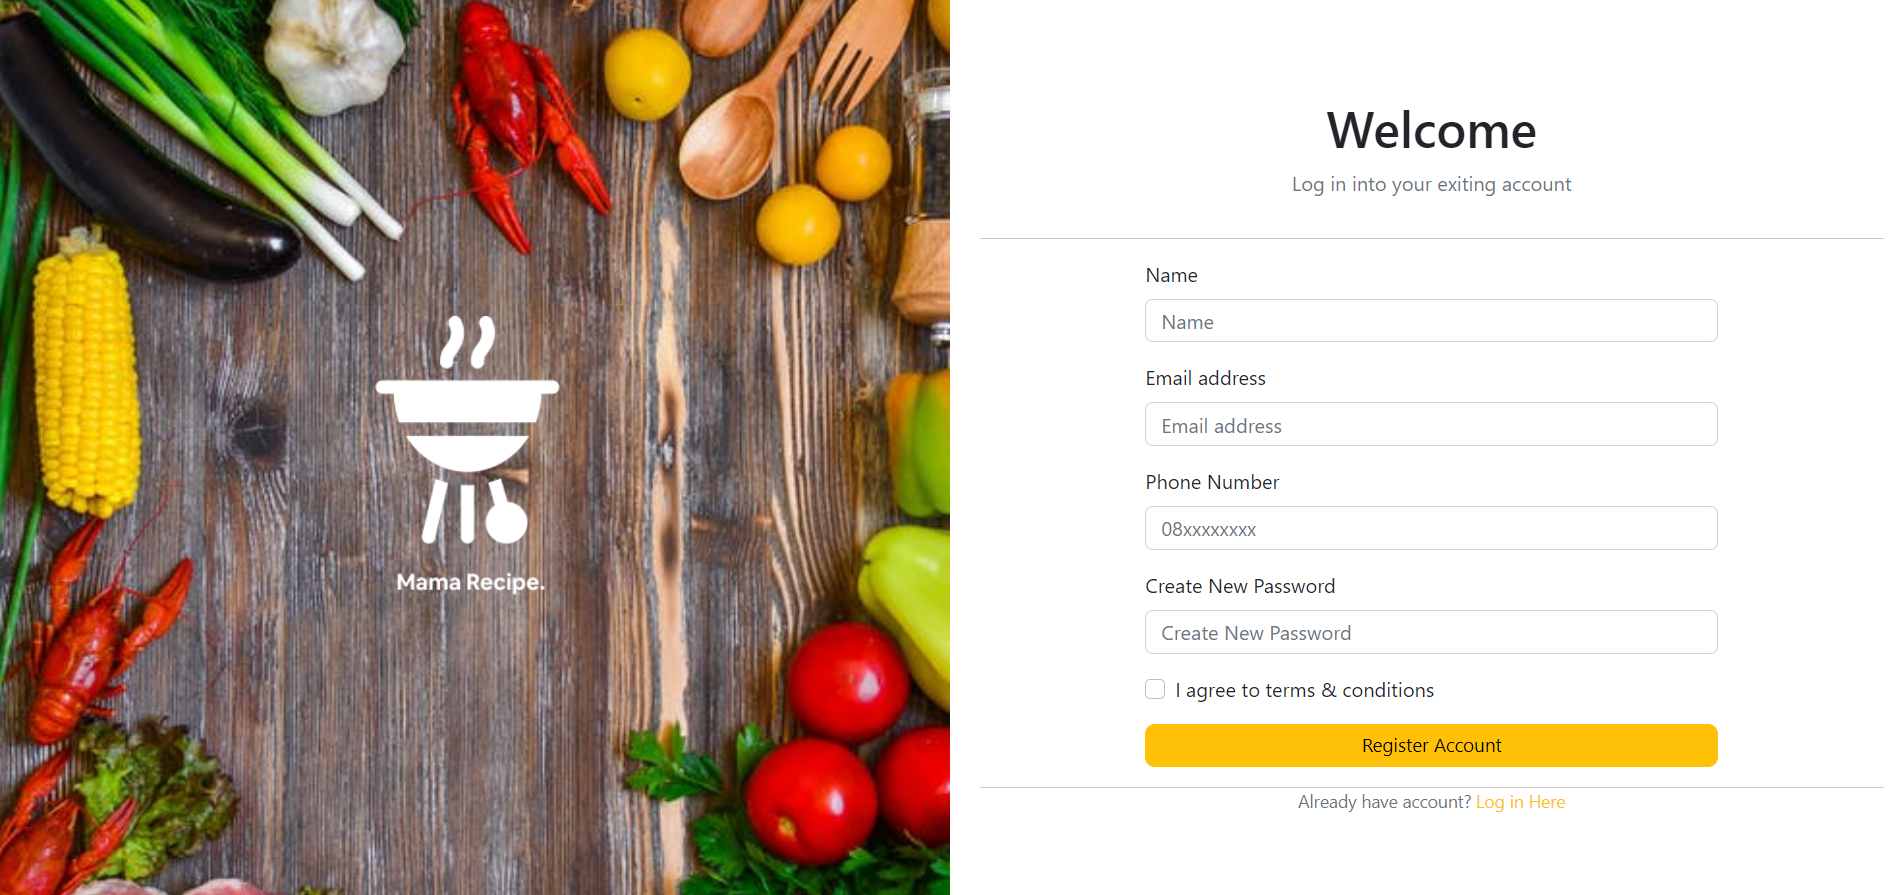 Mama Recipe.
Welcome
Log in into your exiting account
Name
Name
Email address
Email address
Phone Number
08xxxxxxxx
Create New Password
Create New Password
I agree to terms & conditions
Register Account
Already have account? Log in Here